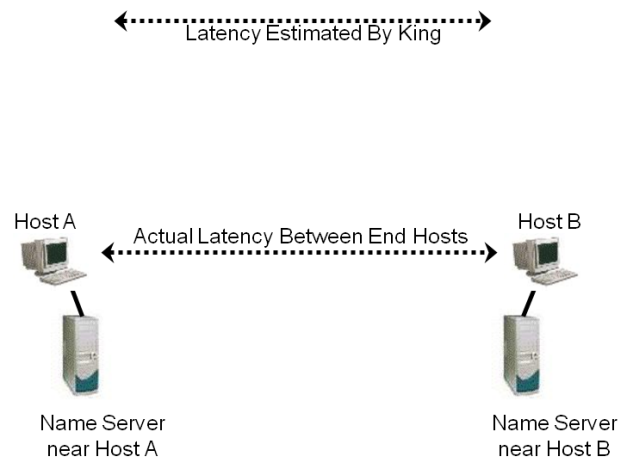 Latency Estimated By King
Host A
Host B
Actual Latency Between End Hosts
Name Server
near Host A
Name Server
near Host B